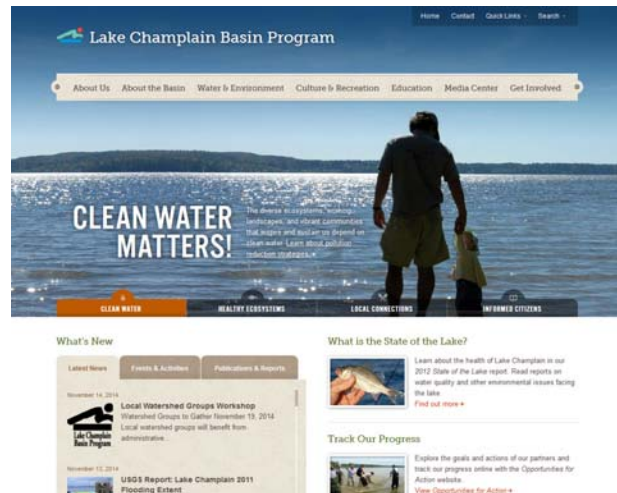 Home Contact Quick Links Search
Lake Champlain Basin Program
About Us About the Basin Water & Environment Culture & Recreation Education Media Center Get Involved
CLEAN WATER
MATTERS!
The diverse ecosystems, working
landscapes, and vibrant communities
that inspire and sustain us depend on
clean water. Learn about pollution
reduction strategies.
CLEAN WATER HEALTHY ECOSYSTEMS LOCAL CONNECTIONS INFORMED CITIZENS
What's New
Latest News Events & Activities Publications & Reports
November 14, 2014
Local Watershed Groups Workshop
Watershed Groups to Gather November 19, 2014
Local watershed groups will benefit from
administrative...
Lake Champlain
Basin Program
November 13, 2014
USGS Report: Lake Champlain 2011
Flooding Extent
What is the State of the Lake?
Learn about the health of Lake Champlain in our
2012 State of the Lake report. Read reports on
water quality and other environmental issues facing
the lake.
Find out more
Track Our Progress
Explore the goals and actions of our partners and
track our progress online with the Opportunities for
Action website.
View Opportunities for Action